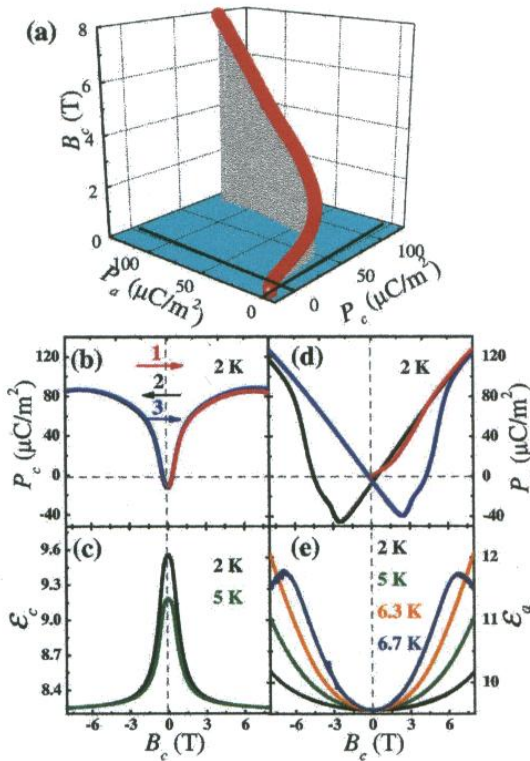 (a)
8
6
4
2
0
B_c (T)
100
50
0
P_a (μC/m²)
0
50
100
P_c (μC/m²)
(b)
1
2
3
2 K
120
80
40
0
-40
P_c (μC/m²)
(d)
2 K
120
80
40
0
-40
P (μC/m²)
(c)
2 K
5 K
9.6
9.3
9.0
8.7
8.4
ε_c
-6 -3 0 3 6
B_c (T)
(e)
2 K
5 K
6.3 K
6.7 K
12
11
10
ε_a
-6 -3 0 3 6
B_c (T)